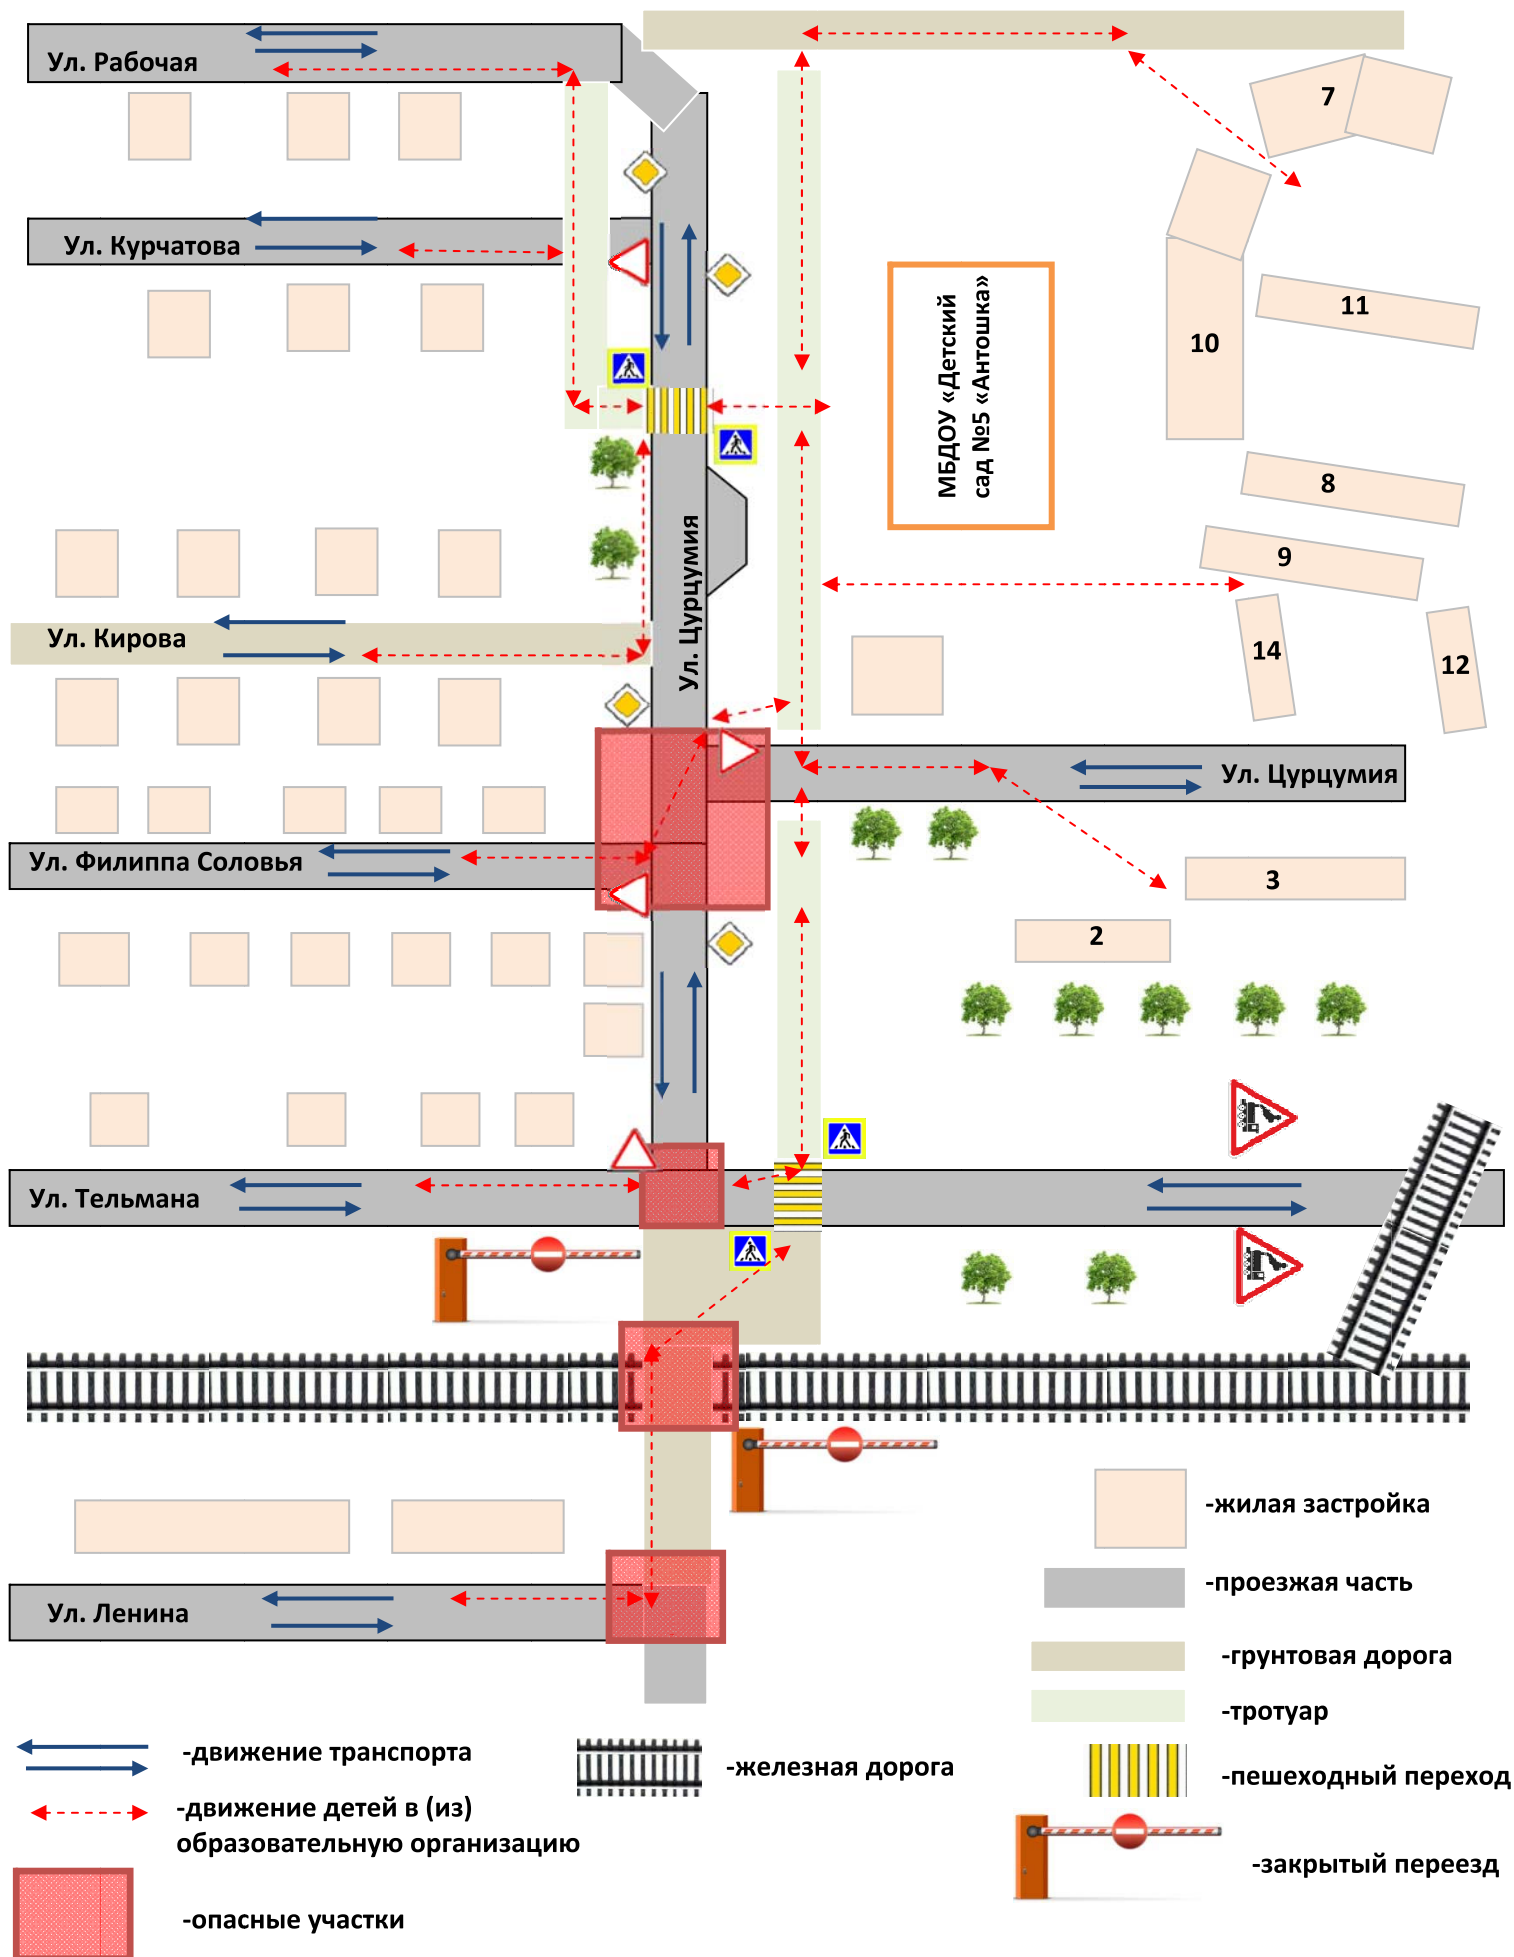 Ул. Рабочая
7
Ул. Курчатова
МБДОУ «Детский
сад №5 «Антошка»
11
10
8
9
Ул. Цурцумия
Ул. Кирова
14
12
Ул. Цурцумия
Ул. Филиппа Соловья
3
2
Ул. Тельмана
-жилая застройка
-проезжая часть
Ул. Ленина
-грунтовая дорога
-тротуар
-движение транспорта
-железная дорога
-пешеходный переход
-движение детей в (из)
образовательную организацию
-закрытый переезд
-опасные участки